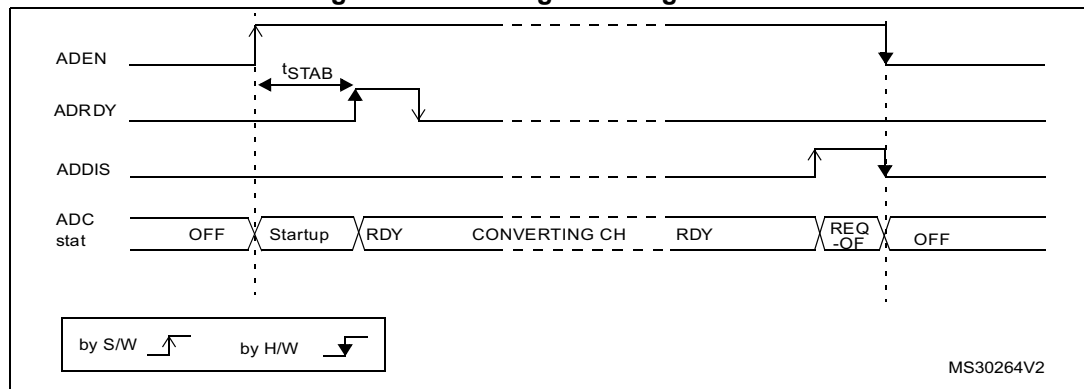 ADEN
tSTAB
ADRDY
ADDIS
ADC
stat
OFF
Startup
RDY
CONVERTING CH
RDY
REQ
-OF
OFF
by S/W
by H/W
MS30264V2